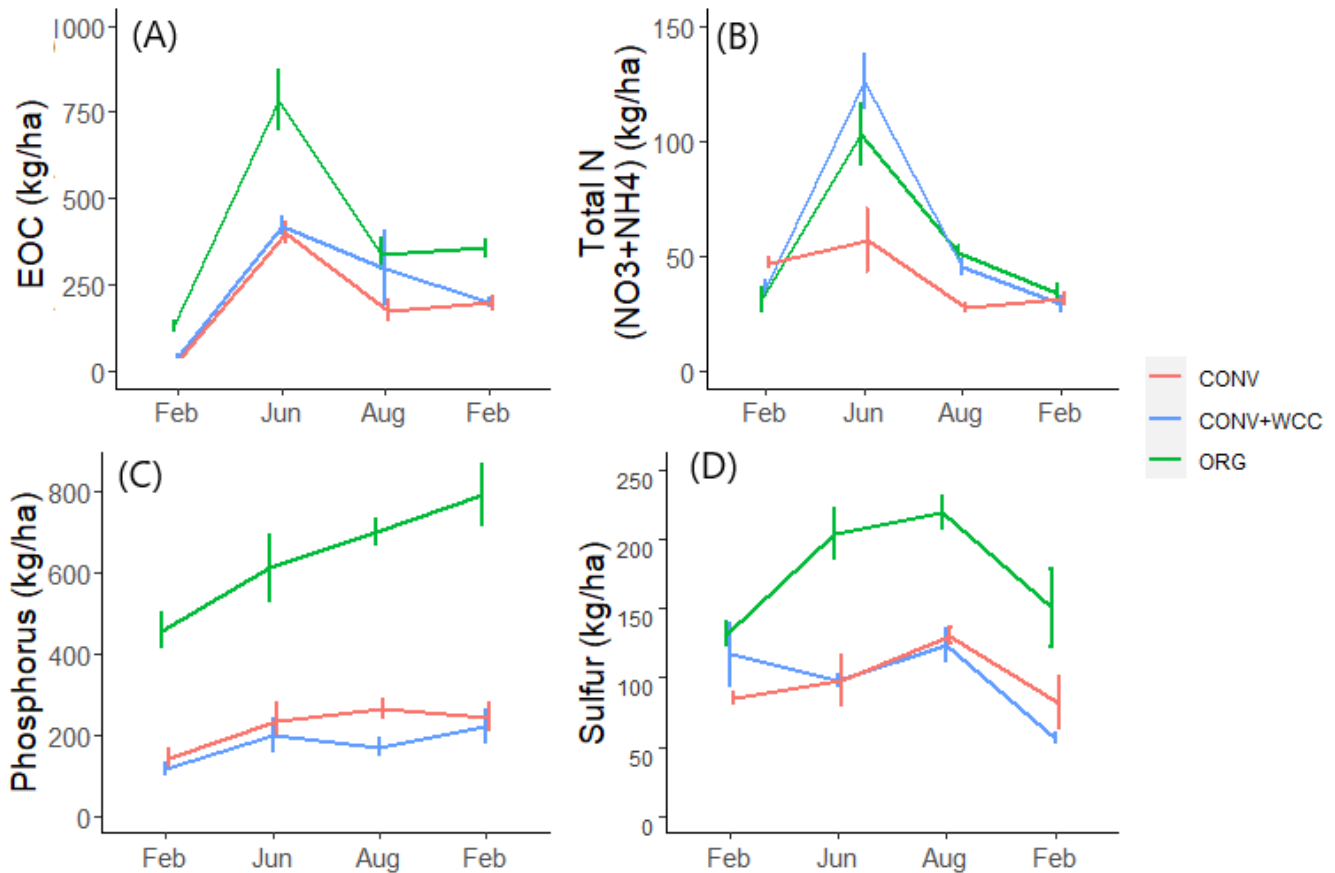 (A)
EOC (kg/ha)
1000
750
500
250
0
Feb Jun Aug Feb
(B)
Total N
(NO3+NH4) (kg/ha)
150
100
50
0
Feb Jun Aug Feb
CONV
CONV+WCC
ORG
(C)
Phosphorus (kg/ha)
800
600
400
200
0
Feb Jun Aug Feb
(D)
Sulfur (kg/ha)
250
200
150
100
50
0
Feb Jun Aug Feb